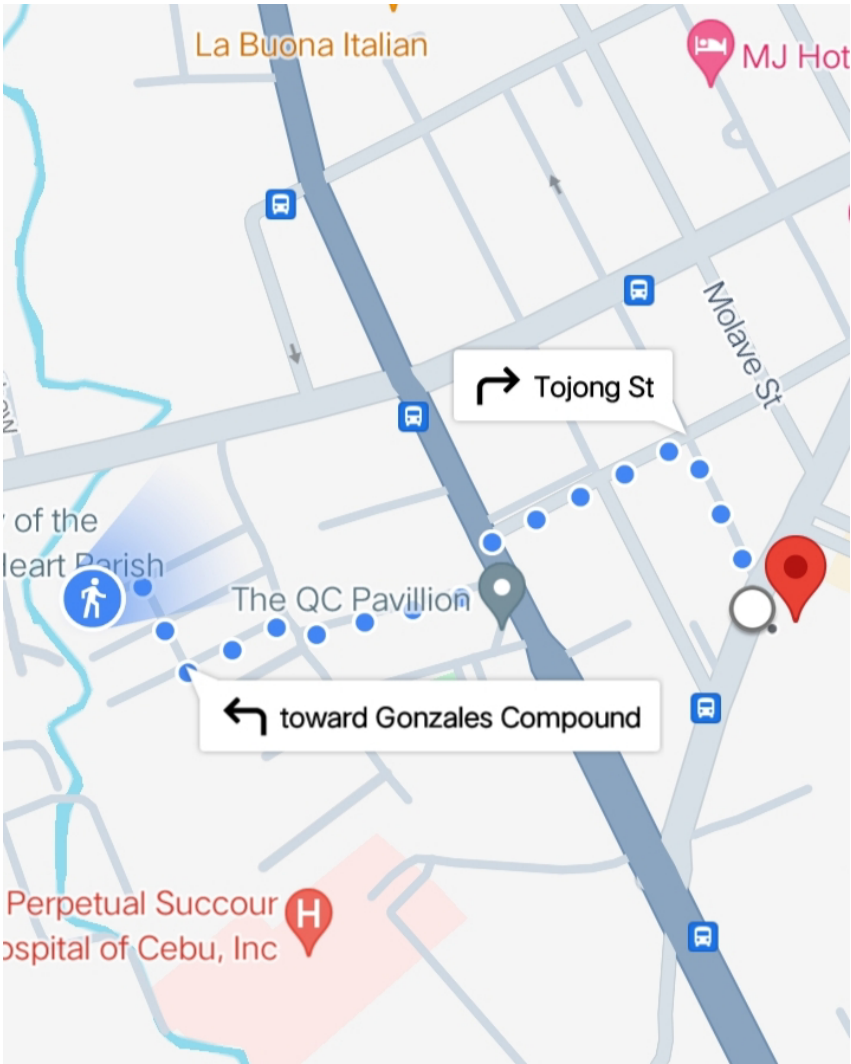 La Buona Italian
MJ Hot
Molave St
Tojong St
of the
Heart Parish
The QC Pavillion
toward Gonzales Compound
H
Perpetual Succour
ospital of Cebu, Inc